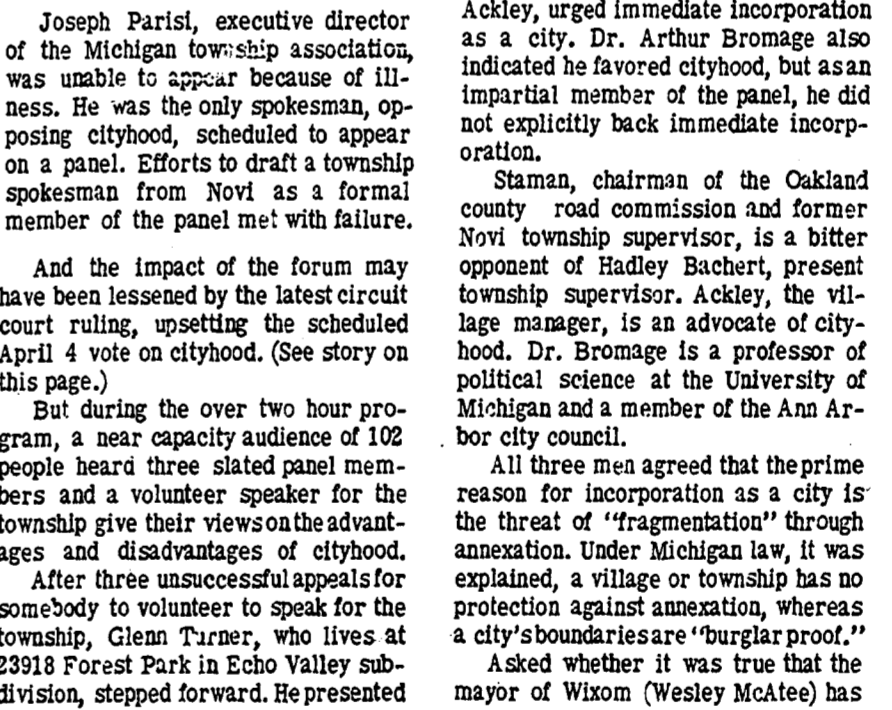 Joseph Parisi, executive director
of the Michigan township association,
was unable to appear because of ill-
ness. He was the only spokesman, op-
posing cityhood, scheduled to appear
on a panel. Efforts to draft a township
spokesman from Novi as a formal
member of the panel met with failure.
And the impact of the forum may
have been lessened by the latest circuit
court ruling, upsetting the scheduled
April 4 vote on cityhood. (See story on
this page.)
But during the over two hour pro-
gram, a near capacity audience of 102
people heard three slated panel mem-
bers and a volunteer speaker for the
township give their views on the advant-
ages and disadvantages of cityhood.
After three unsuccessful appeals for
somebody to volunteer to speak for the
township, Glenn Turner, who lives at
23918 Forest Park in Echo Valley sub-
division, stepped forward. He presented
Ackley, urged immediate incorporation
as a city. Dr. Arthur Bromage also
indicated he favored cityhood, but as an
impartial member of the panel, he did
not explicitly back immediate incorp-
oration.
Staman, chairman of the Oakland
county road commission and former
Novi township supervisor, is a bitter
opponent of Hadley Bachert, present
township supervisor. Ackley, the vil-
lage manager, is an advocate of city-
hood. Dr. Bromage is a professor of
political science at the University of
Michigan and a member of the Ann Ar-
bor city council.
All three men agreed that the prime
reason for incorporation as a city is
the threat of "fragmentation" through
annexation. Under Michigan law, it was
explained, a village or township has no
protection against annexation, whereas
a city's boundaries are "burglar proof."
Asked whether it was true that the
mayor of Wixom (Wesley McAtee) has